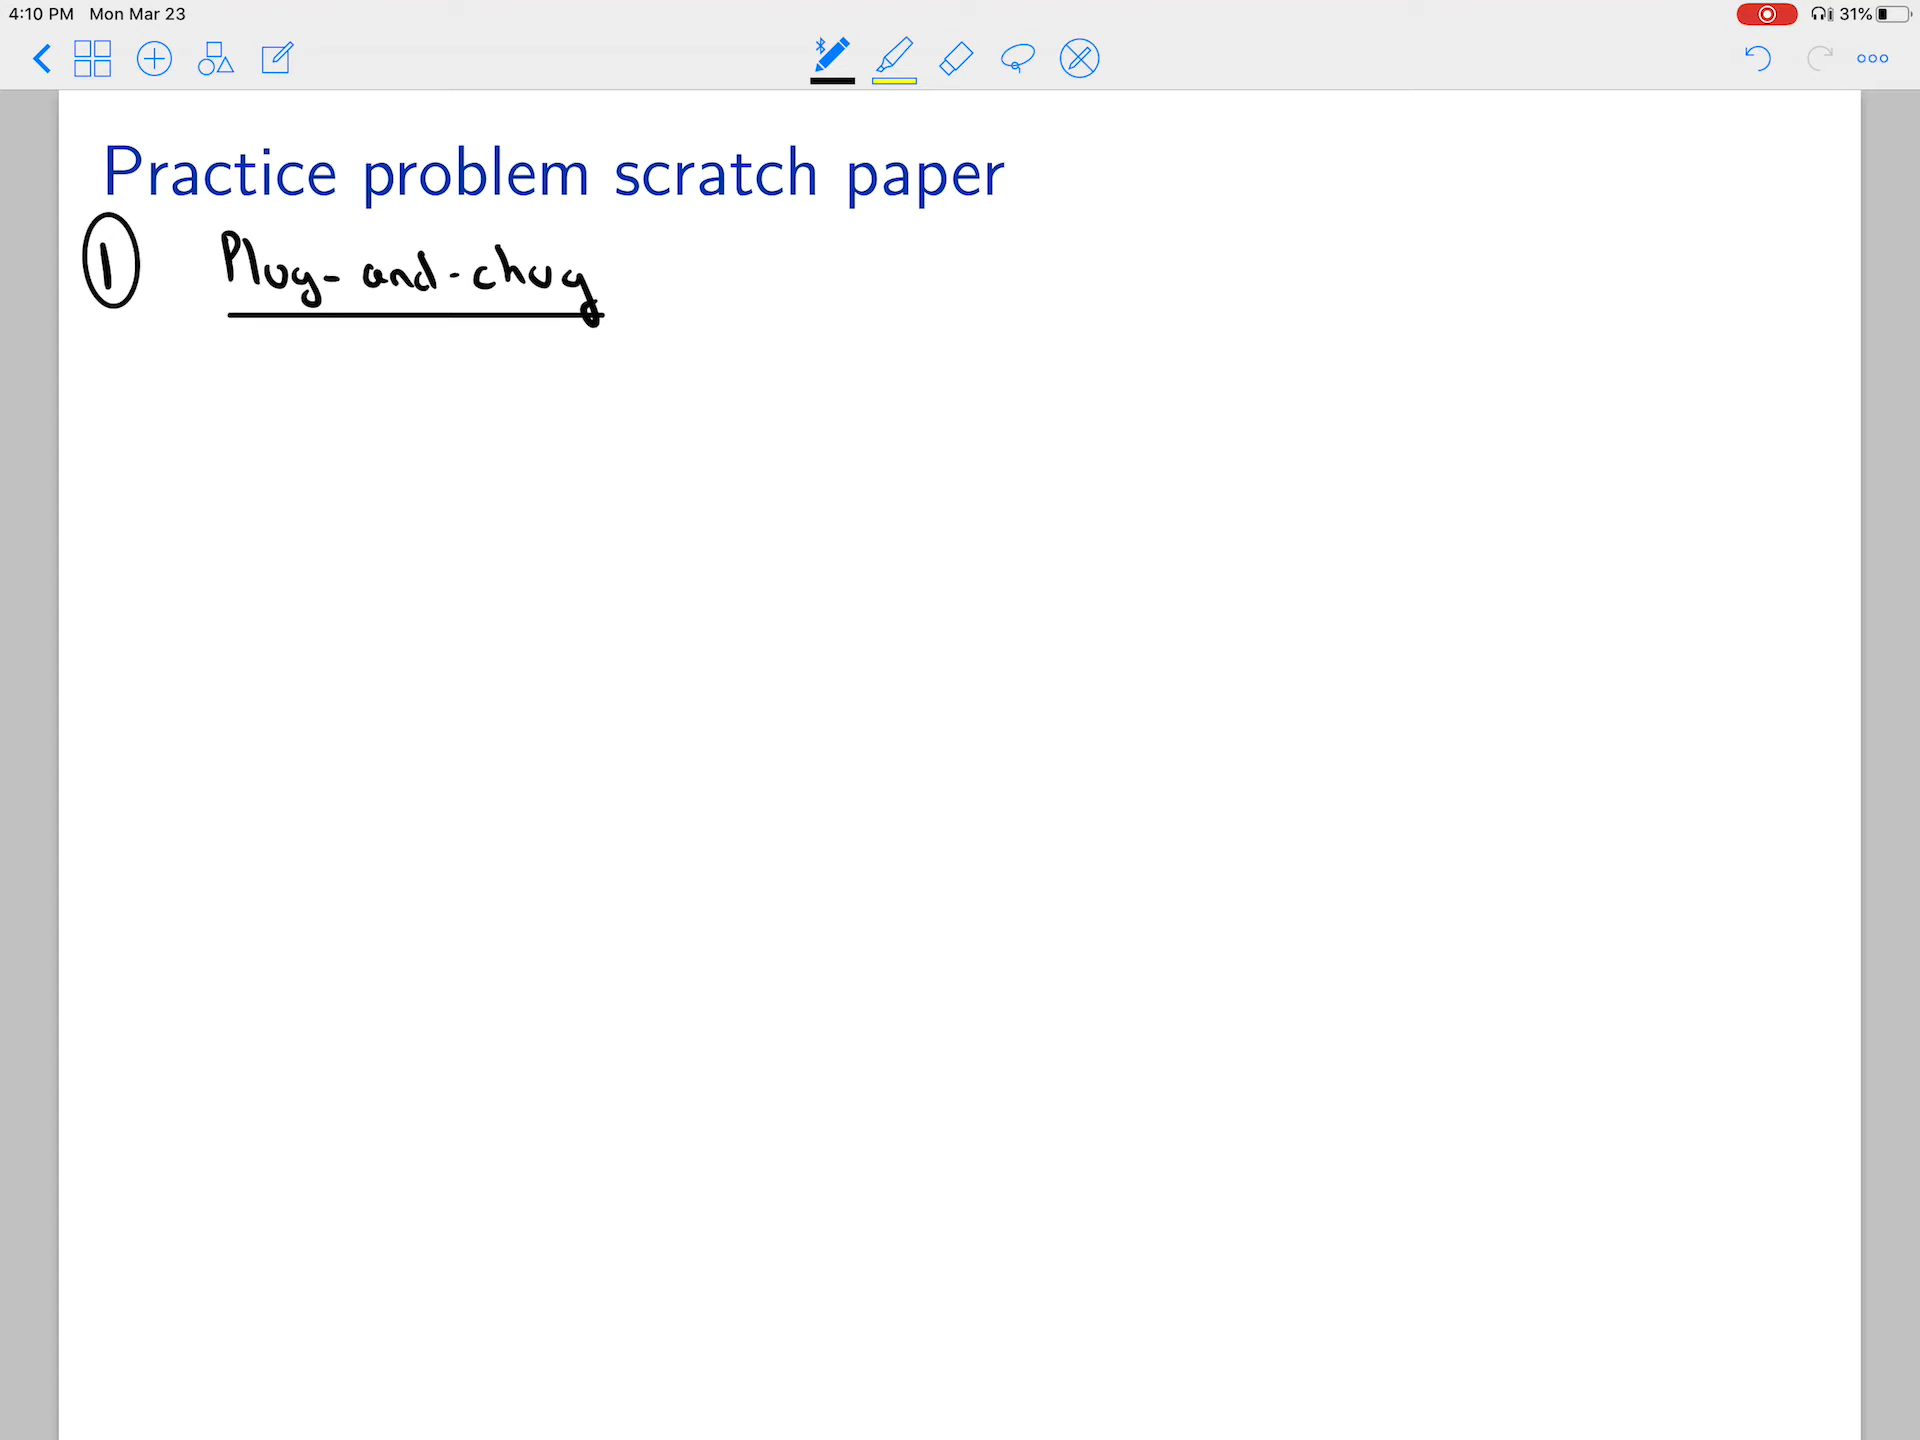 4:10 PM Mon Mar 23 31%
Practice problem scratch paper
1 Plug-and-chug